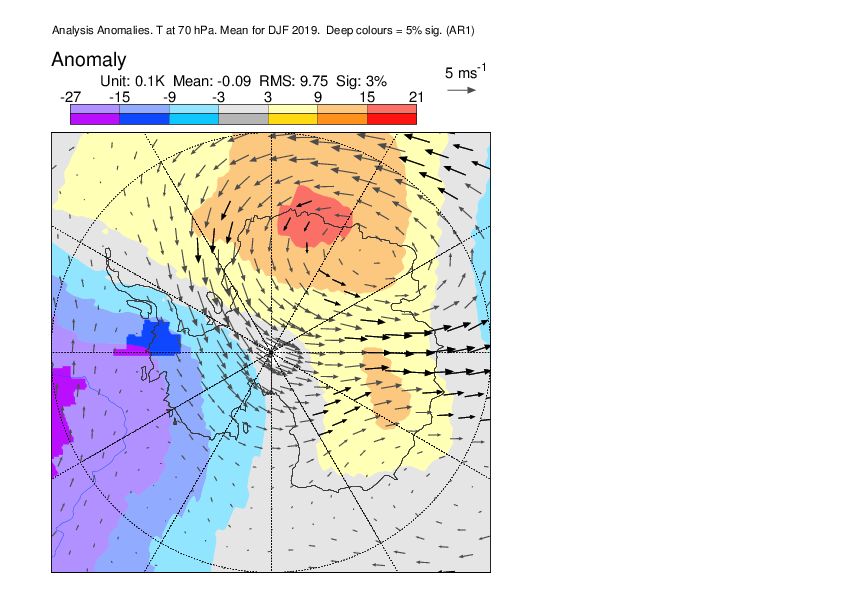 Analysis Anomalies. T at 70 hPa. Mean for DJF 2019. Deep colours = 5% sig. (AR1)
Anomaly
5 ms-1
Unit: 0.1K Mean: -0.09 RMS: 9.75 Sig: 3%
-27 -15 -9 -3 3 9 15 21